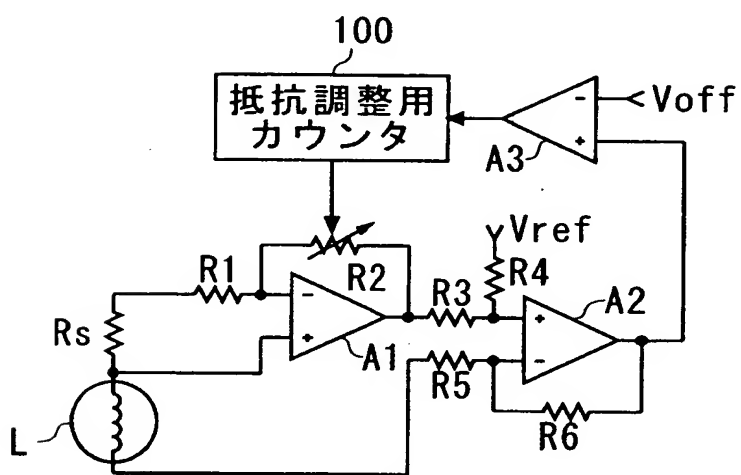 100
抵抗調整用
カウンタ
-
Voff
+
A3
Vref
R1
R2
R4
-
R3
A2
+
Rs
+
A1
-
R5
L
R6